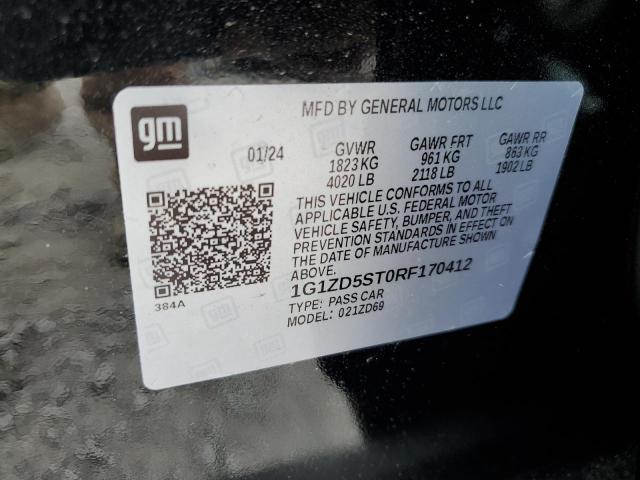 gm
MFD BY GENERAL MOTORS LLC
01/24 GVWR GAWR FRT GAWR RR
1823 KG 961 KG 863 KG
4020 LB 2118 LB 1902 LB
THIS VEHICLE CONFORMS TO ALL
APPLICABLE U.S. FEDERAL MOTOR
VEHICLE SAFETY, BUMPER, AND THEFT
PREVENTION STANDARDS IN EFFECT ON
THE DATE OF MANUFACTURE SHOWN
ABOVE.
1G1ZD5ST0RF170412
TYPE: PASS CAR
MODEL: 021ZD69
384A